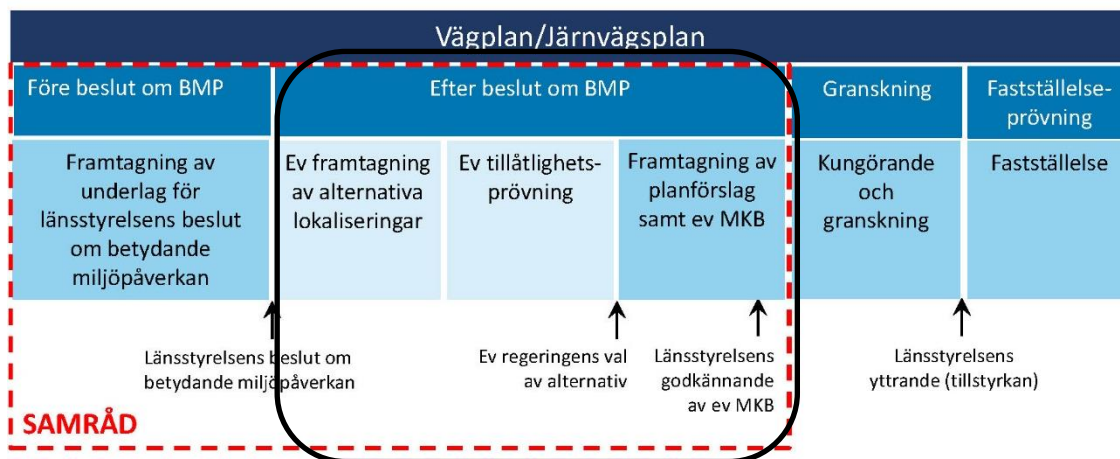 Vägplan/Järnvägsplan
Före beslut om BMP
Efter beslut om BMP
Granskning
Fastställelse-
prövning
Framtagning av
underlag för
länsstyrelsens beslut
om betydande
miljöpåverkan
Ev framtagning
av alternativa
lokaliseringar
Ev tillåtlighets-
prövning
Framtagning av
planförslag
samt ev MKB
Kungörande
och
granskning
Fastställelse
Länsstyrelsens beslut om
betydande miljöpåverkan
Ev regeringens val
av alternativ
Länsstyrelsens
godkännande
av ev MKB
Länsstyrelsens
yttrande (tillstyrkan)
SAMRÅD